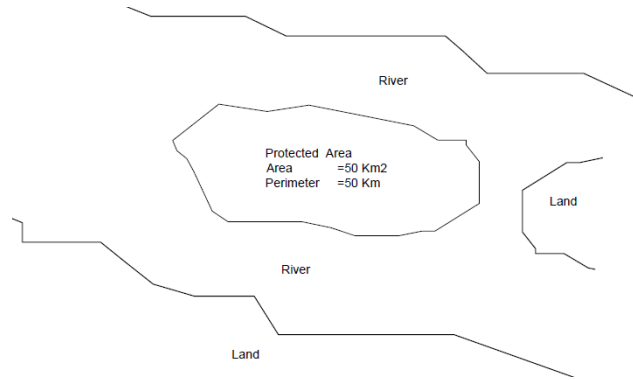 River
Protected Area
Area =50 Km2
Perimeter =50 Km
Land
River
Land